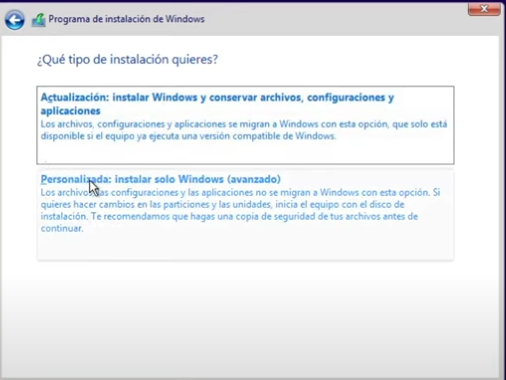 Programa de instalación de Windows
¿Qué tipo de instalación quieres?
Actualización: instalar Windows y conservar archivos, configuraciones y
aplicaciones
Los archivos, configuraciones y aplicaciones se migran a Windows con esta opción, que solo está
disponible si el equipo ya ejecuta una versión compatible de Windows.
Personalizada: instalar solo Windows (avanzado)
Los archivos, las configuraciones y las aplicaciones no se migran a Windows con esta opción. Si
quieres hacer cambios en las particiones y las unidades, inicia el equipo con el disco de
instalación. Te recomendamos que hagas una copia de seguridad de tus archivos antes de
continuar.